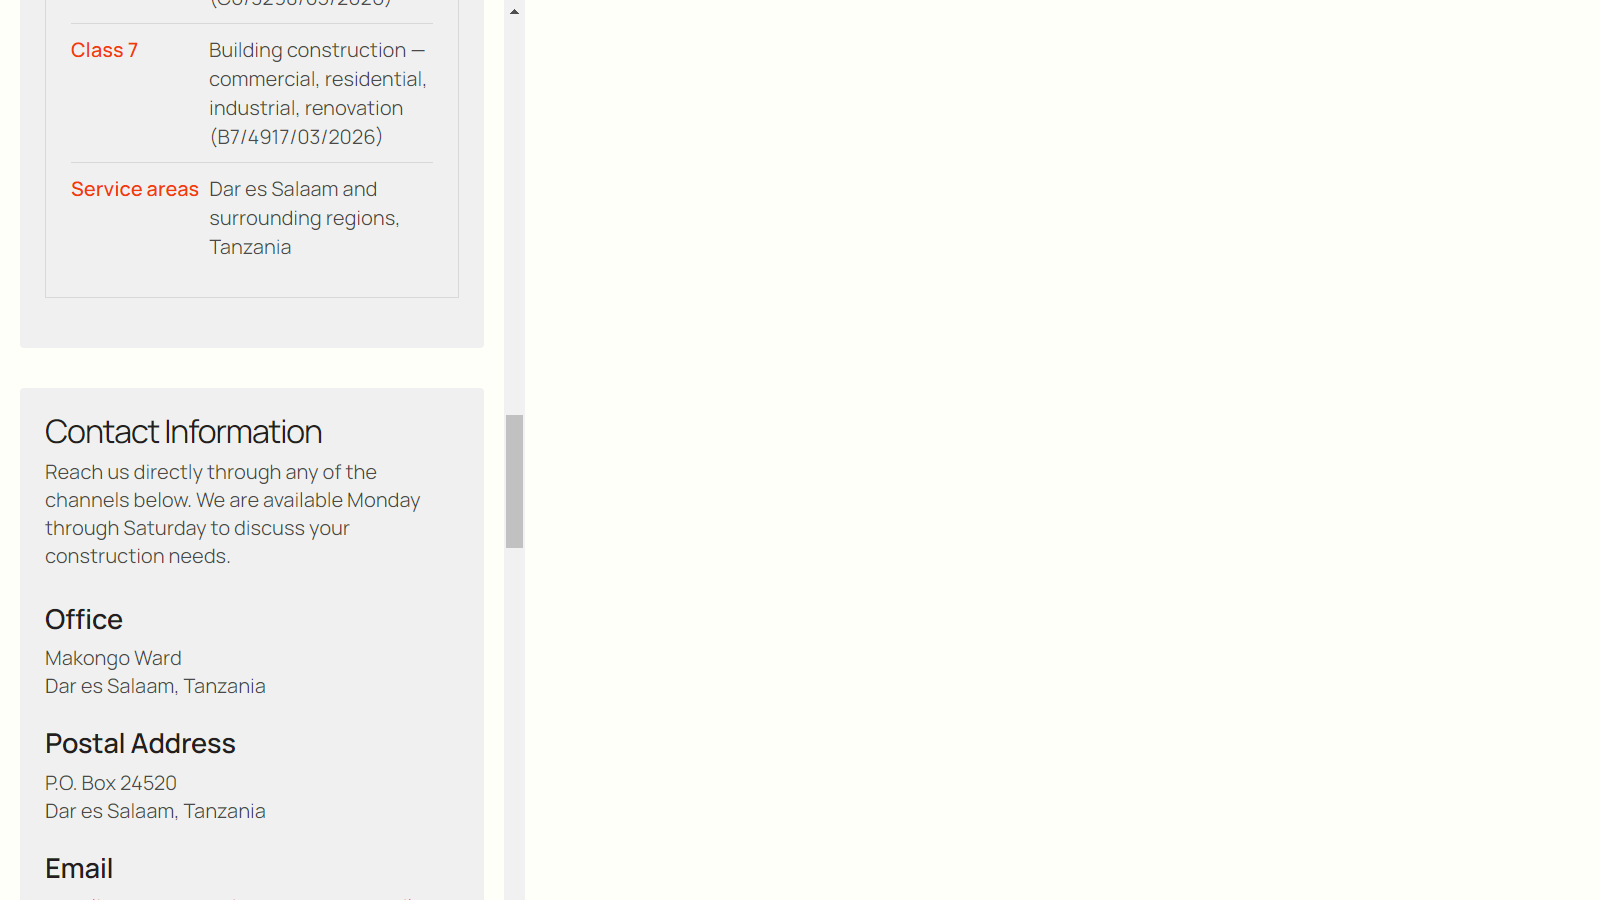 Class 7
Building construction —
commercial, residential,
industrial, renovation
(B7/4917/03/2026)
Service areas
Dar es Salaam and
surrounding regions,
Tanzania
Contact Information
Reach us directly through any of the
channels below. We are available Monday
through Saturday to discuss your
construction needs.
Office
Makongo Ward
Dar es Salaam, Tanzania
Postal Address
P.O. Box 24520
Dar es Salaam, Tanzania
Email